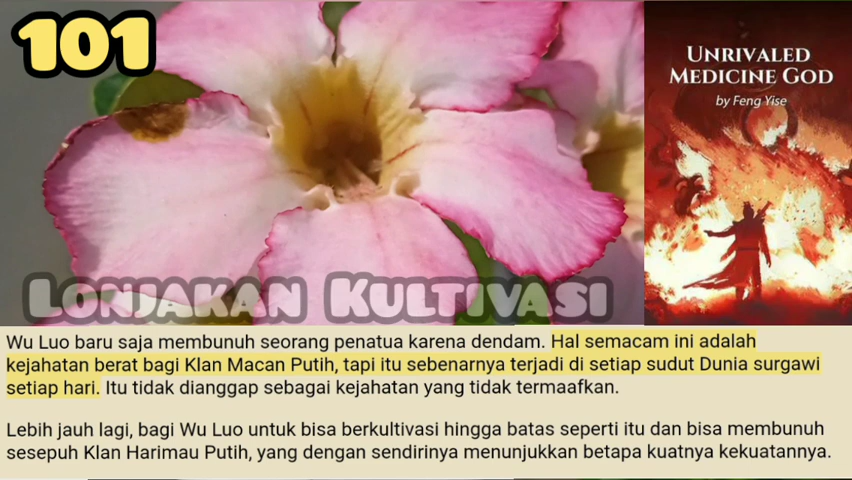 101
UNRIVALED
MEDICINE GOD
by Feng Yise
LONJAKAN KULTIVASI
Wu Luo baru saja membunuh seorang penatua karena dendam. Hal semacam ini adalah
kejahatan berat bagi Klan Macan Putih, tapi itu sebenarnya terjadi di setiap sudut Dunia surgawi
setiap hari. Itu tidak dianggap sebagai kejahatan yang tidak termaafkan.
Lebih jauh lagi, bagi Wu Luo untuk bisa berkultivasi hingga batas seperti itu dan bisa membunuh
sesepuh Klan Harimau Putih, yang dengan sendirinya menunjukkan betapa kuatnya kekuatannya.